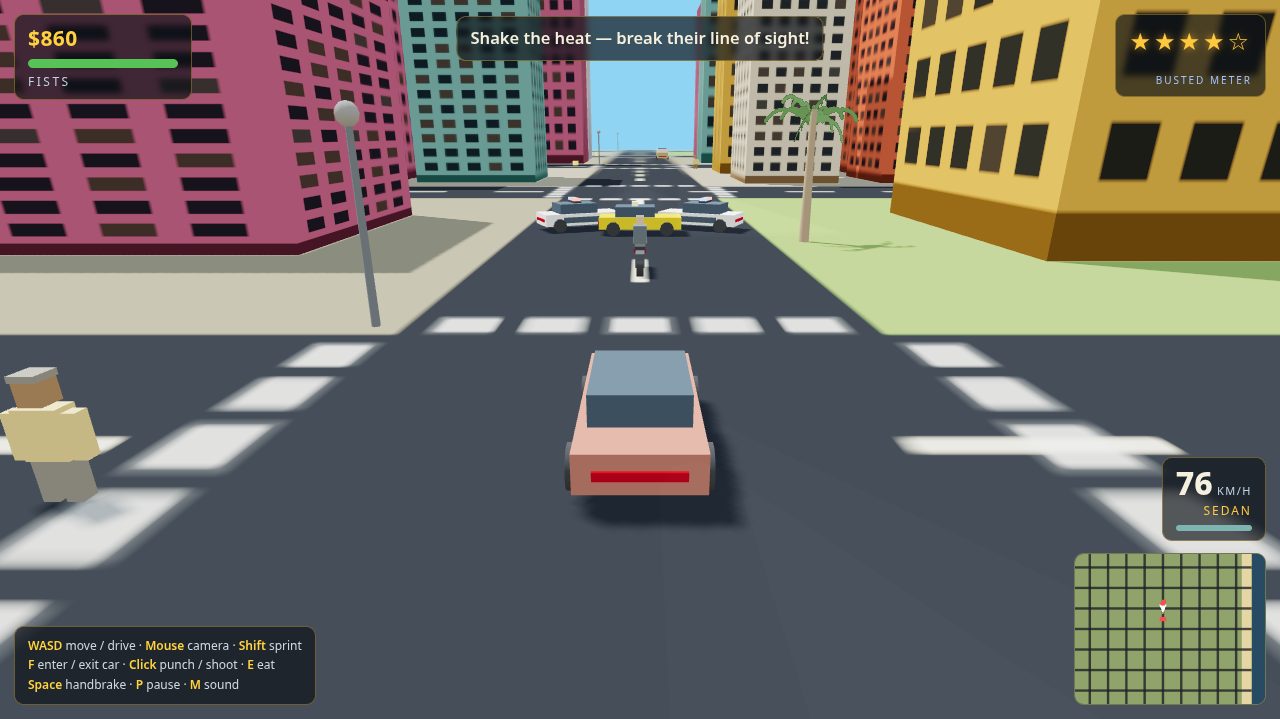 $860
FISTS
Shake the heat — break their line of sight!
★★★★☆
BUSTED METER
76 KM/H
SEDAN
WASD move / drive · Mouse camera · Shift sprint
F enter / exit car · Click punch / shoot · E eat
Space handbrake · P pause · M sound